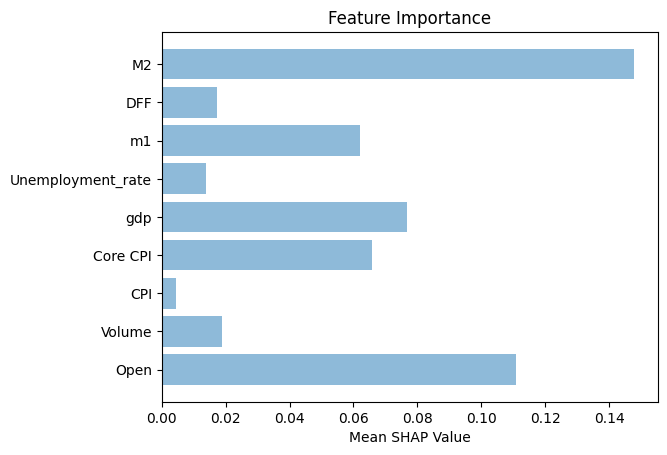 Feature Importance
M2
DFF
m1
Unemployment_rate
gdp
Core CPI
CPI
Volume
Open
0.00 0.02 0.04 0.06 0.08 0.10 0.12 0.14
Mean SHAP Value